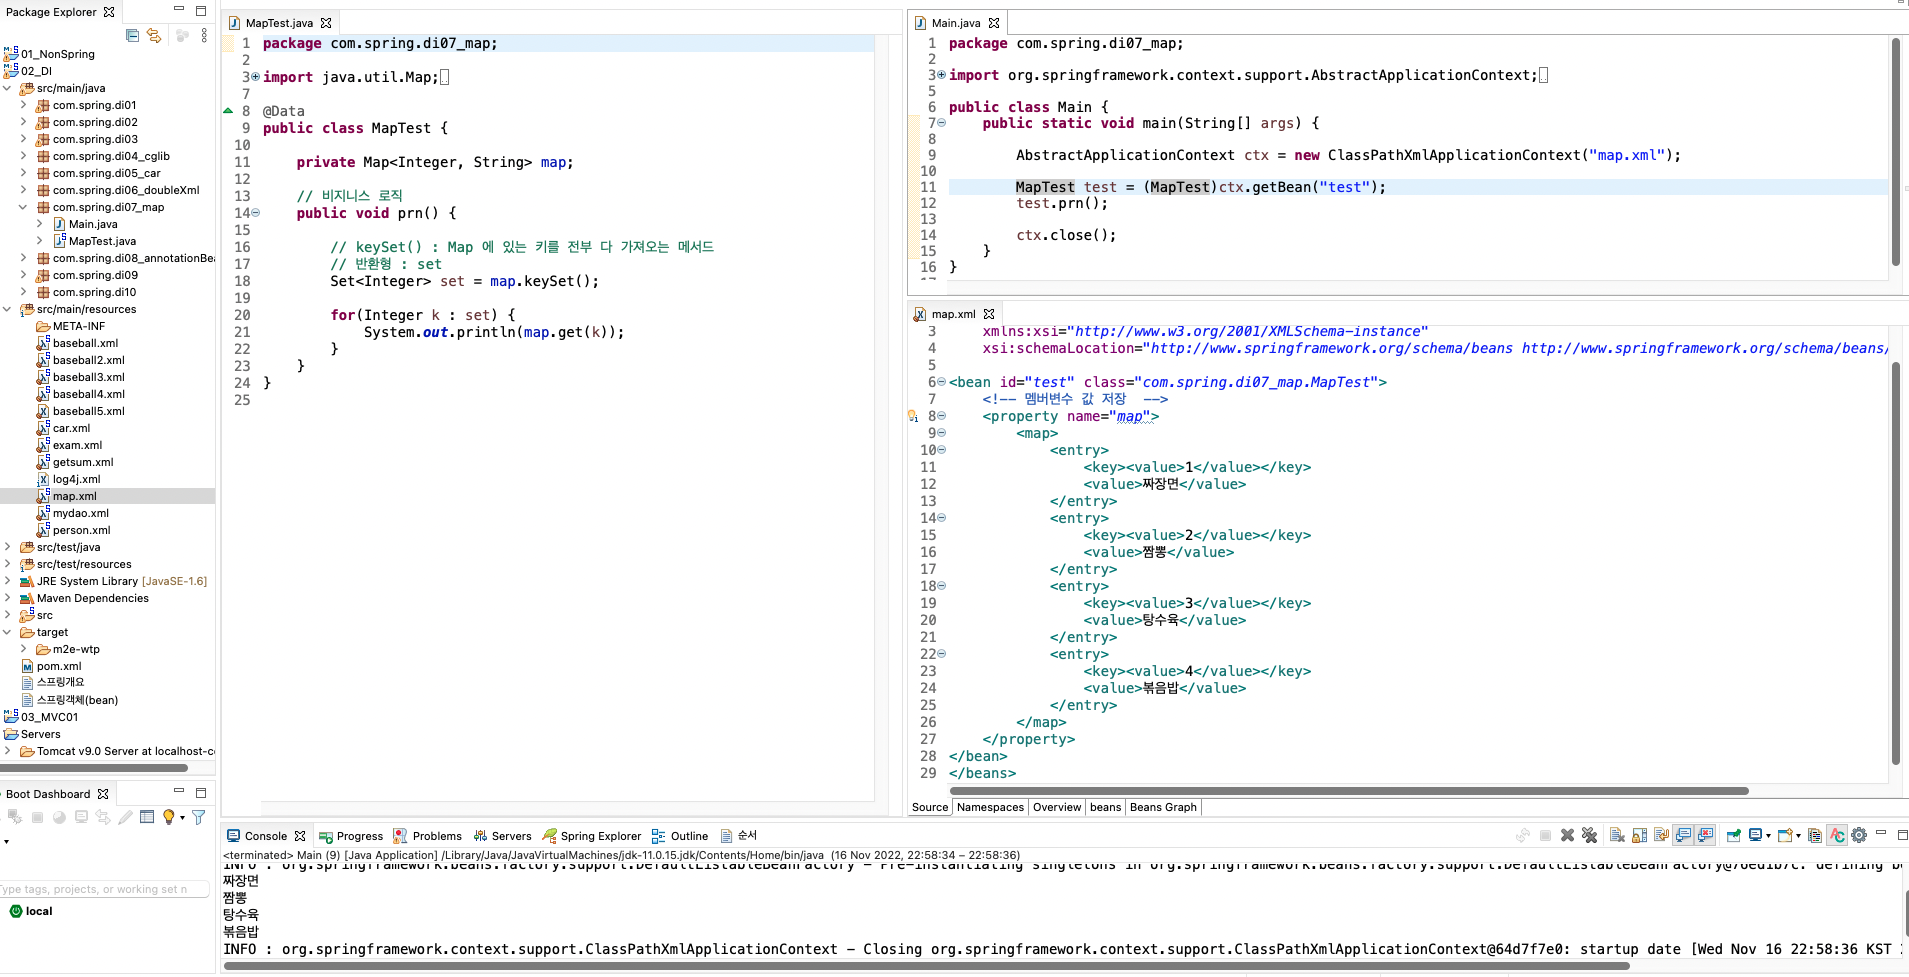 Package Explorer
01_NonSpring
02_DI
src/main/java
com.spring.di01
com.spring.di02
com.spring.di03
com.spring.di04_cglib
com.spring.di05_car
com.spring.di06_doubleXml
com.spring.di07_map
Main.java
MapTest.java
com.spring.di08_annotationBea
com.spring.di09
com.spring.di10
src/main/resources
META-INF
baseball.xml
baseball2.xml
baseball3.xml
baseball4.xml
baseball5.xml
car.xml
exam.xml
getsum.xml
log4j.xml
map.xml
mydao.xml
person.xml
src/test/java
src/test/resources
JRE System Library [JavaSE-1.6]
Maven Dependencies
src
target
m2e-wtp
pom.xml
스프링개요
스프링객체(bean)
03_MVC01
Servers
Tomcat v9.0 Server at localhost-c
Boot Dashboard
Type tags, projects, or working set n
local
MapTest.java
1 package com.spring.di07_map;
2
3 import java.util.Map;
7
8 @Data
9 public class MapTest {
10
11 private Map<Integer, String> map;
12
13 // 비지니스 로직
14 public void prn() {
15
16 // keySet() : Map 에 있는 키를 전부 다 가져오는 메서드
17 // 반환형 : set
18 Set<Integer> set = map.keySet();
19
20 for(Integer k : set) {
21 System.out.println(map.get(k));
22 }
23 }
24 }
25
Main.java
1 package com.spring.di07_map;
2
3 import org.springframework.context.support.AbstractApplicationContext;
5
6 public class Main {
7 public static void main(String[] args) {
8
9 AbstractApplicationContext ctx = new ClassPathXmlApplicationContext("map.xml");
10
11 MapTest test = (MapTest)ctx.getBean("test");
12 test.prn();
13
14 ctx.close();
15 }
16 }
map.xml
3 xmlns:xsi="http://www.w3.org/2001/XMLSchema-instance"
4 xsi:schemaLocation="http://www.springframework.org/schema/beans http://www.springframework.org/schema/beans/
5
6 <bean id="test" class="com.spring.di07_map.MapTest">
7 <!-- 멤버변수 값 저장 -->
8 <property name="map">
9 <map>
10 <entry>
11 <key><value>1</value></key>
12 <value>짜장면</value>
13 </entry>
14 <entry>
15 <key><value>2</value></key>
16 <value>짬뽕</value>
17 </entry>
18 <entry>
19 <key><value>3</value></key>
20 <value>탕수육</value>
21 </entry>
22 <entry>
23 <key><value>4</value></key>
24 <value>볶음밥</value>
25 </entry>
26 </map>
27 </property>
28 </bean>
29 </beans>
Source Namespaces Overview beans Beans Graph
Console Progress Problems Servers Spring Explorer Outline 순서
<terminated> Main (9) [Java Application] /Library/Java/JavaVirtualMachines/jdk-11.0.15.jdk/Contents/Home/bin/java (16 Nov 2022, 22:58:34 – 22:58:36)
INFO : org.springframework.beans.factory.support.DefaultListableBeanFactory - Pre-instantiating singletons in org.springframework.beans.factory.support.DefaultListableBeanFactory@76ed1b7c: defining b
짜장면
짬뽕
탕수육
볶음밥
INFO : org.springframework.context.support.ClassPathXmlApplicationContext - Closing org.springframework.context.support.ClassPathXmlApplicationContext@64d7f7e0: startup date [Wed Nov 16 22:58:36 KST